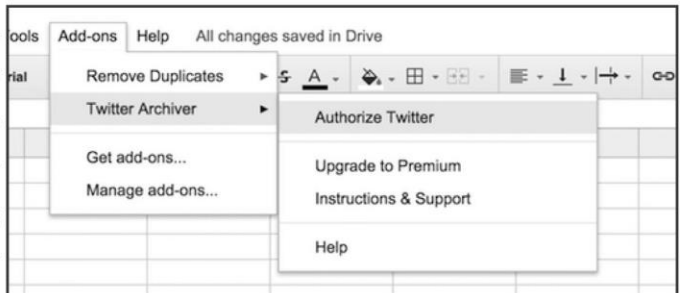 ools Add-ons Help All changes saved in Drive
rial Remove Duplicates S A
Twitter Archiver Authorize Twitter
Get add-ons... Upgrade to Premium
Manage add-ons... Instructions & Support
Help